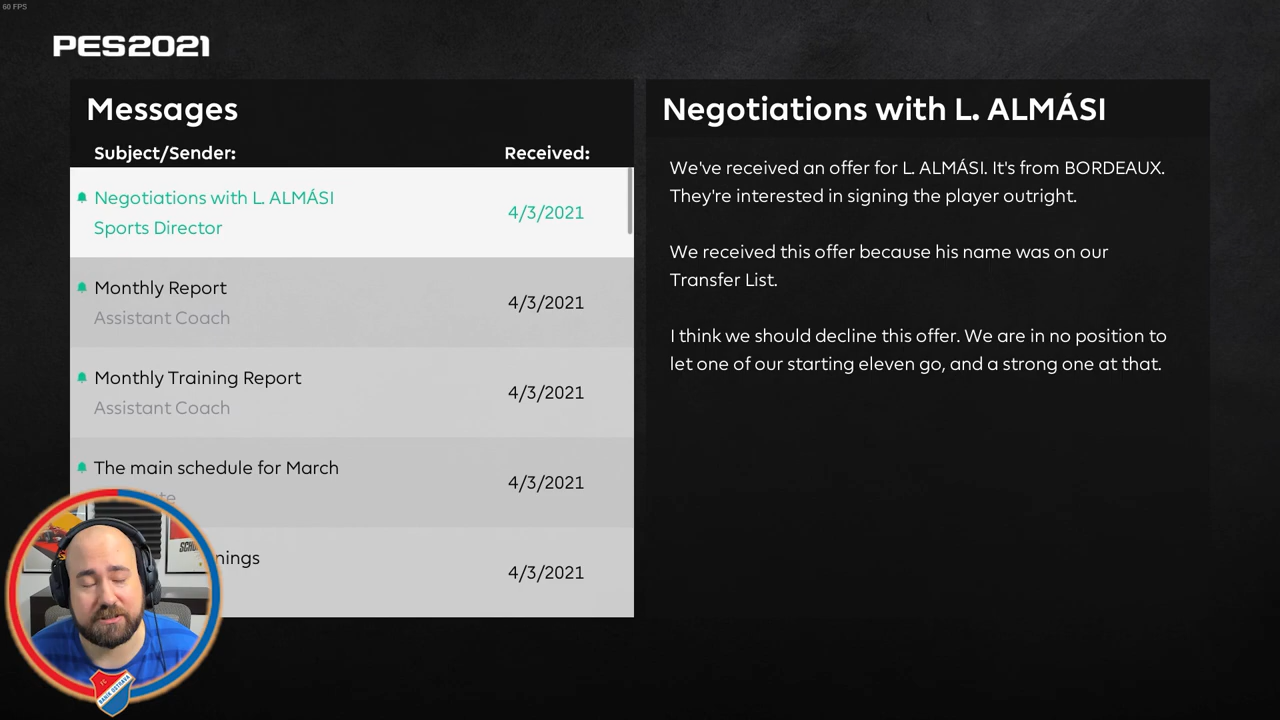 60 FPS
PES2021
Messages
Subject/Sender: Received:
Negotiations with L. ALMÁSI
Sports Director
4/3/2021
Monthly Report
Assistant Coach
4/3/2021
Monthly Training Report
Assistant Coach
4/3/2021
The main schedule for March
4/3/2021
nings
4/3/2021
Negotiations with L. ALMÁSI
We've received an offer for L. ALMÁSI. It's from BORDEAUX.
They're interested in signing the player outright.
We received this offer because his name was on our
Transfer List.
I think we should decline this offer. We are in no position to
let one of our starting eleven go, and a strong one at that.
FC
BANÍK OSTRAVA